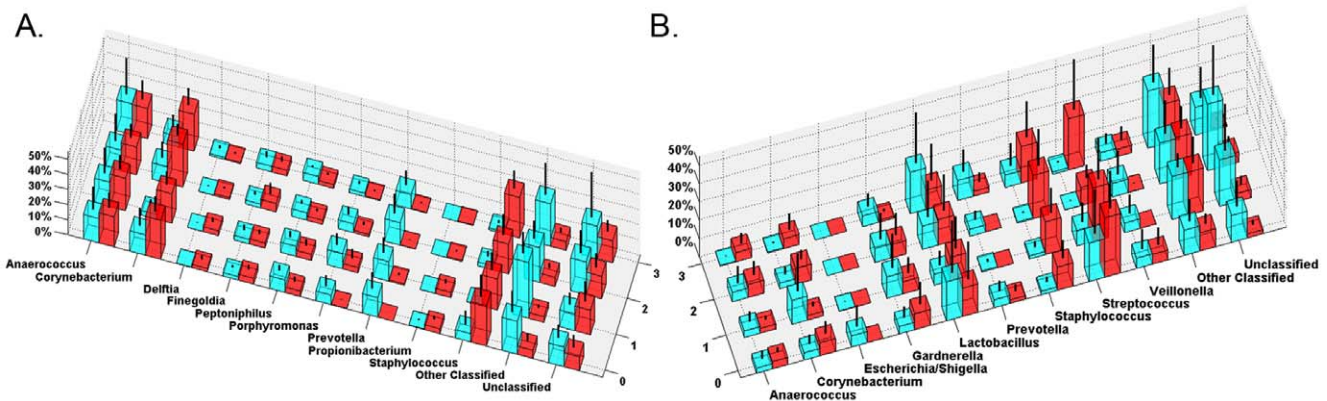 A.
50%
40%
30%
20%
10%
0%
Anaerococcus
Corynebacterium
Delftia
Finegoldia
Peptoniphilus
Porphyromonas
Prevotella
Propionibacterium
Staphylococcus
Other Classified
Unclassified
0
1
2
3
B.
50%
40%
30%
20%
10%
0%
3
2
1
0
Anaerococcus
Corynebacterium
Escherichia/Shigella
Gardnerella
Lactobacillus
Prevotella
Staphylococcus
Streptococcus
Veillonella
Other Classified
Unclassified